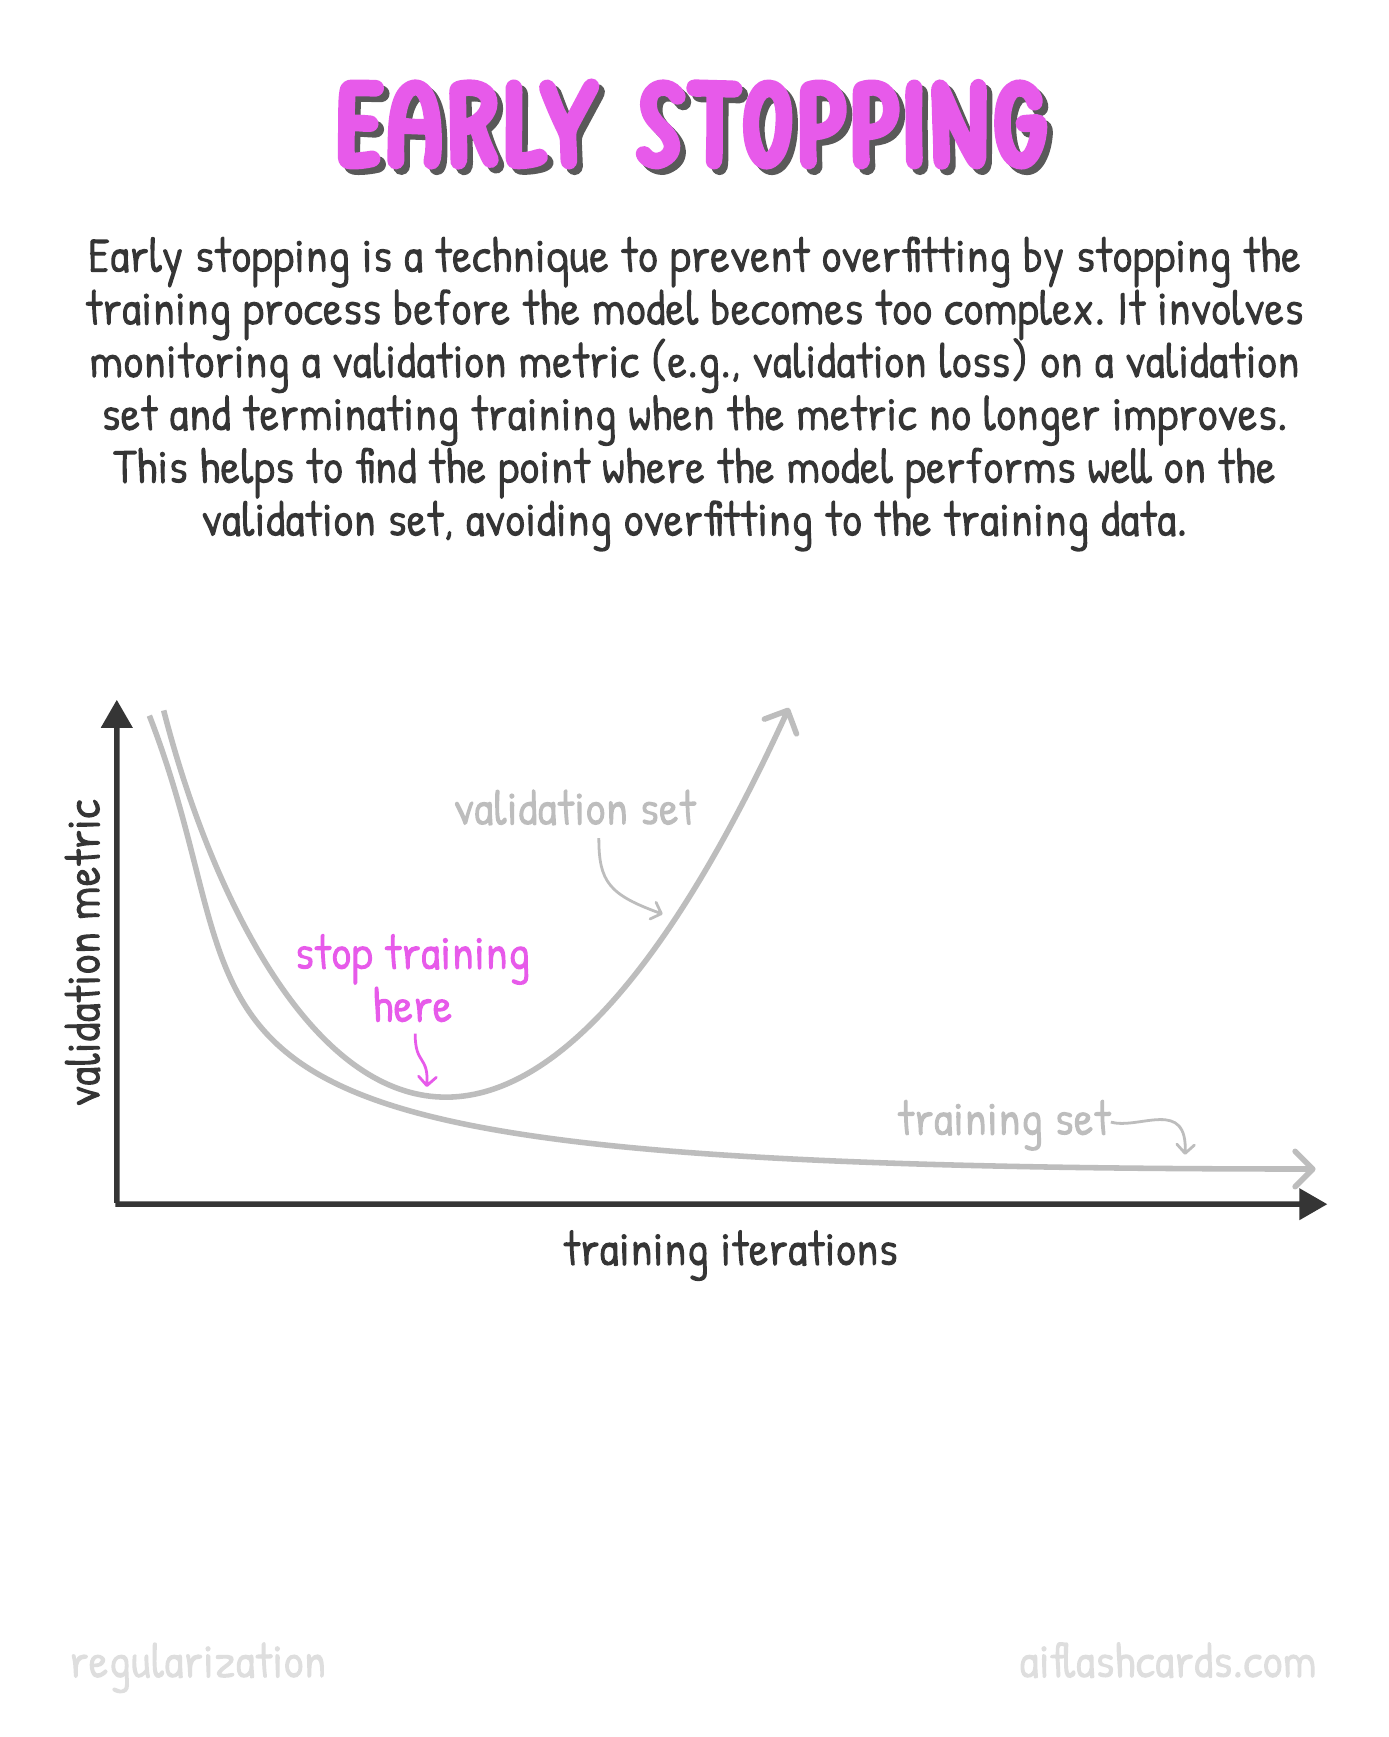 EARLY STOPPING
Early stopping is a technique to prevent overfitting by stopping the
training process before the model becomes too complex. It involves
monitoring a validation metric (e.g., validation loss) on a validation
set and terminating training when the metric no longer improves.
This helps to find the point where the model performs well on the
validation set, avoiding overfitting to the training data.
validation metric
validation set
stop training
here
training set
training iterations
regularization
aiflashcards.com